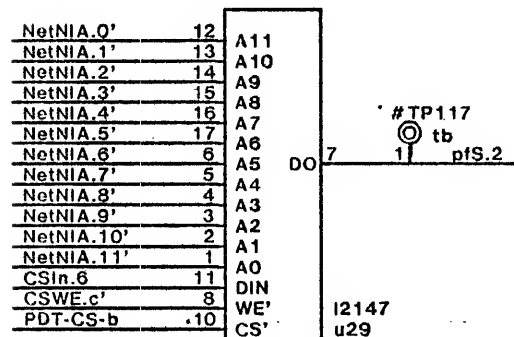 NetNIA.0' 12 A11
NetNIA.1' 13 A10
NetNIA.2' 14 A9
NetNIA.3' 15 A8
NetNIA.4' 16 A7
NetNIA.5' 17 A6
NetNIA.6' 6 A5
NetNIA.7' 5 A4
NetNIA.8' 4 A3
NetNIA.9' 3 A2
NetNIA.10' 2 A1
NetNIA.11' 1 A0
CSIn.6 11 DIN
CSWE.c' 8 WE'
PDT-CS-b 10 CS'
#TP117
tb
DO 7 1 pfS.2
I2147
u29